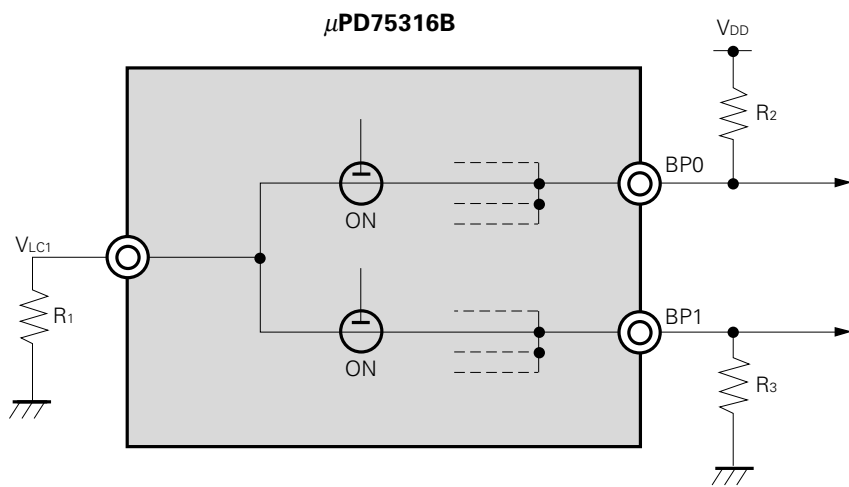 μPD75316B
VDD
R2
BP0
ON
VLC1
R1
BP1
ON
R3